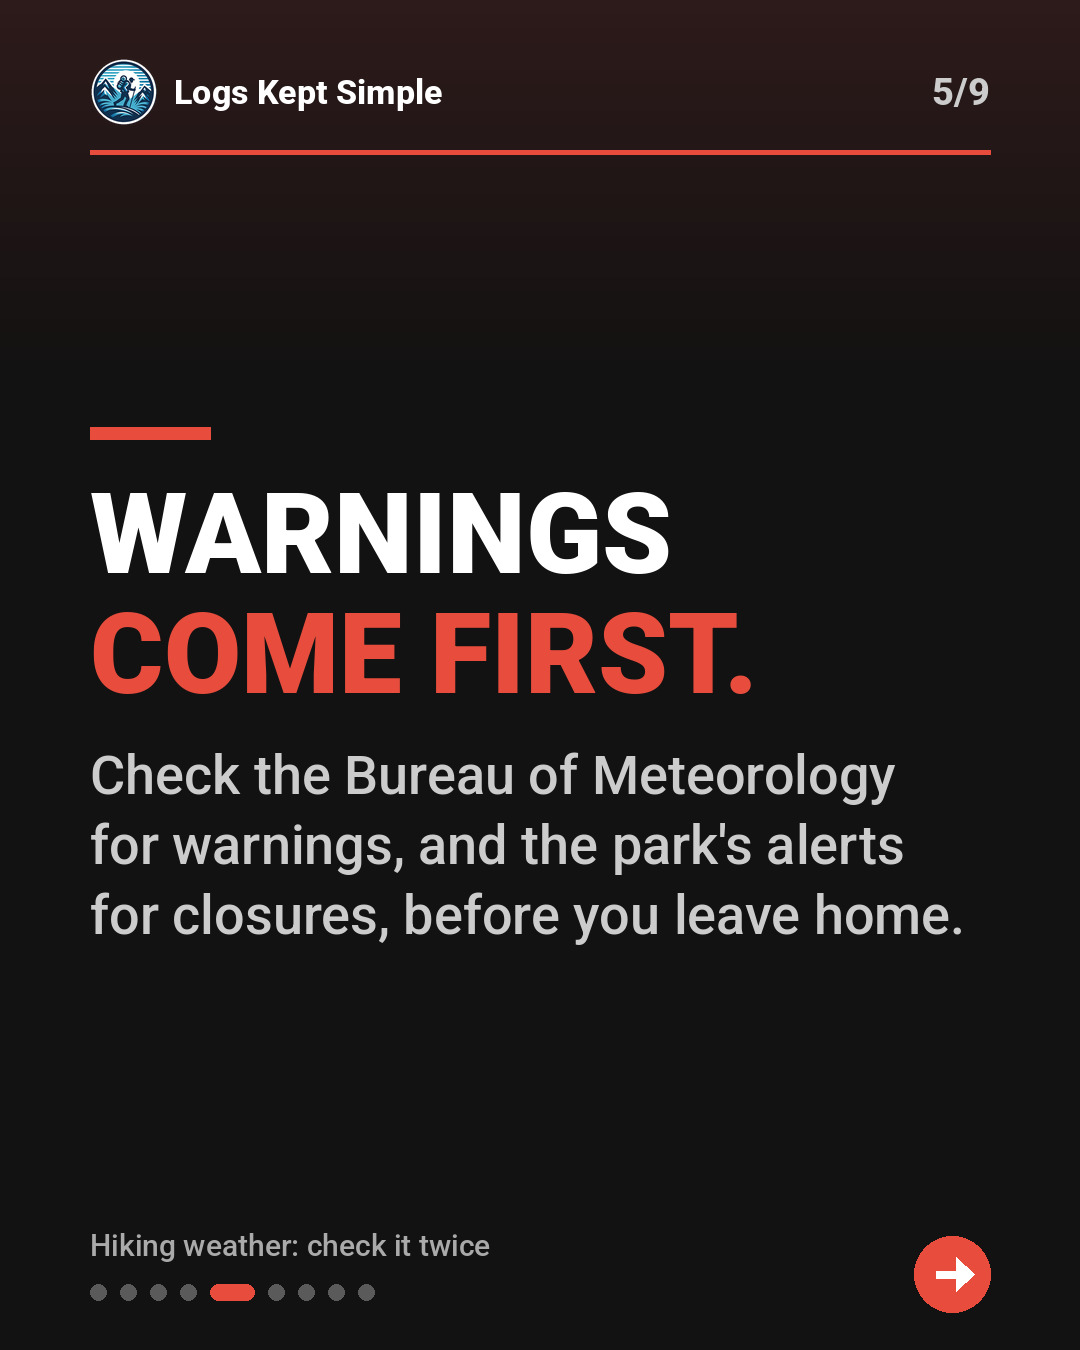 Logs Kept Simple
5/9
WARNINGS
COME FIRST.
Check the Bureau of Meteorology
for warnings, and the park's alerts
for closures, before you leave home.
Hiking weather: check it twice